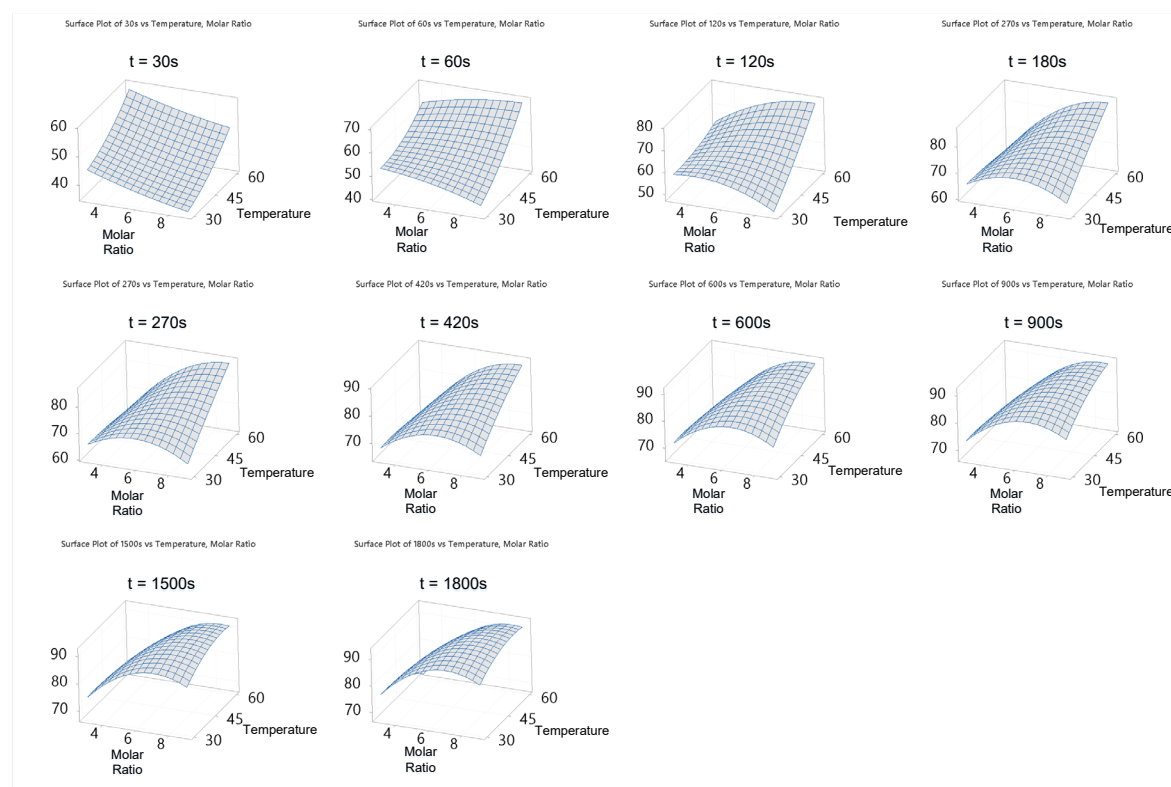 Surface Plot of 30s vs Temperature, Molar Ratio
t = 30s
60
50
40
4
6
8
Molar
Ratio
30
45
60
Temperature
Surface Plot of 60s vs Temperature, Molar Ratio
t = 60s
70
60
50
40
4
6
8
Molar
Ratio
30
45
60
Temperature
Surface Plot of 120s vs Temperature, Molar Ratio
t = 120s
80
70
60
50
4
6
8
Molar
Ratio
30
45
60
Temperature
Surface Plot of 270s vs Temperature, Molar Ratio
t = 180s
80
70
60
4
6
8
Molar
Ratio
30
45
60
Temperature
Surface Plot of 270s vs Temperature, Molar Ratio
t = 270s
80
70
60
4
6
8
Molar
Ratio
30
45
60
Temperature
Surface Plot of 420s vs Temperature, Molar Ratio
t = 420s
90
80
70
4
6
8
Molar
Ratio
30
45
60
Temperature
Surface Plot of 600s vs Temperature, Molar Ratio
t = 600s
90
80
70
4
6
8
Molar
Ratio
30
45
60
Temperature
Surface Plot of 900s vs Temperature, Molar Ratio
t = 900s
90
80
70
4
6
8
Molar
Ratio
30
45
60
Temperature
Surface Plot of 1500s vs Temperature, Molar Ratio
t = 1500s
90
80
70
4
6
8
Molar
Ratio
30
45
60
Temperature
Surface Plot of 1800s vs Temperature, Molar Ratio
t = 1800s
90
80
70
4
6
8
Molar
Ratio
30
45
60
Temperature